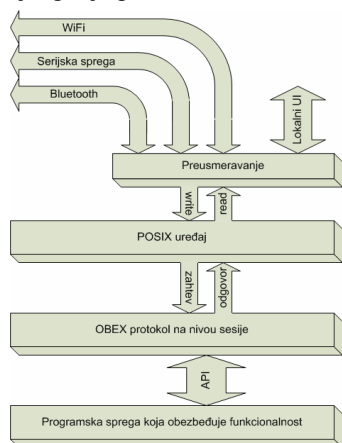 WiFi
Serijska sprega
Bluetooth
Lokalni UI
Preusmeravanje
write
read
POSIX uređaj
zahtev
odgovor
OBEX protokol na nivou sesije
API
Programska sprega koja obezbeđuje funkcionalnost